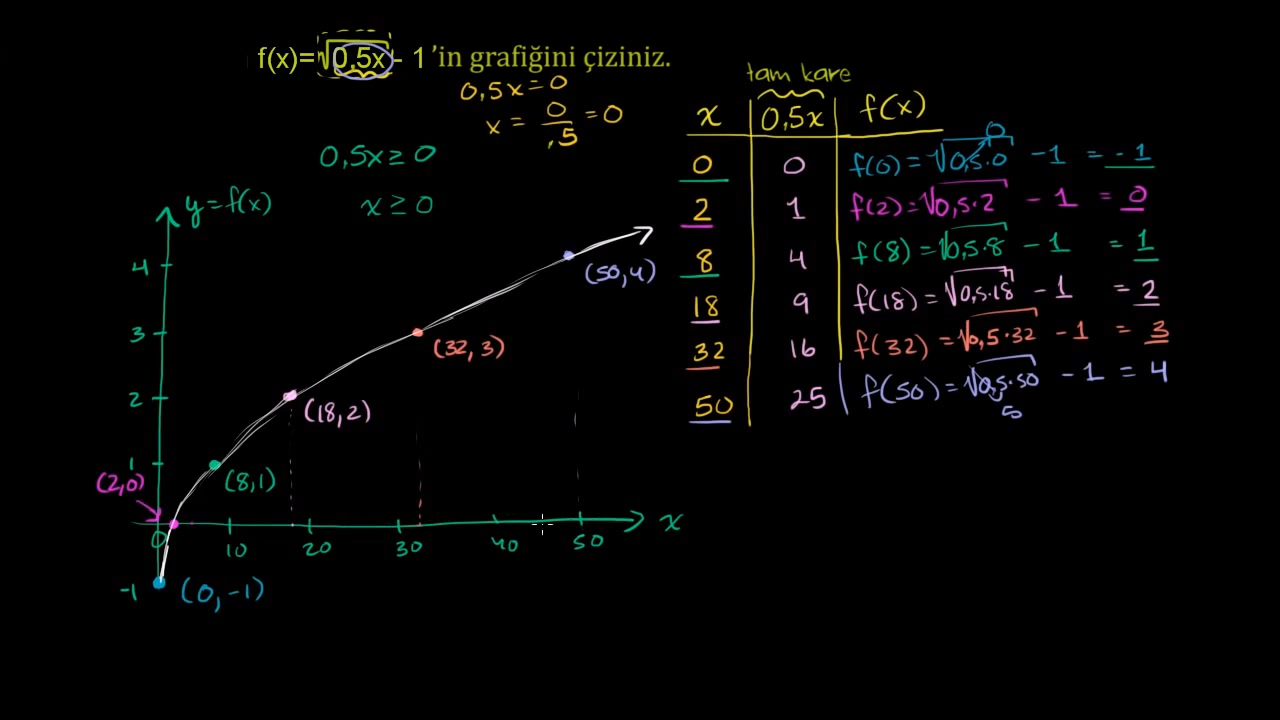 f(x)=√0,5x - 1 'in grafiğini çiziniz.
0,5x=0
x = 0/,5 = 0
0,5x ≥ 0
x ≥ 0
tam kare
x 0,5x f(x)
0 0 f(0) = √0,5·0 - 1 = -1
0
2 1 f(2) = √0,5·2 - 1 = 0
8 4 f(8) = √0,5·8 - 1 = 1
18 9 f(18) = √0,5·18 - 1 = 2
32 16 f(32) = √0,5·32 - 1 = 3
50 25 f(50) = √0,5·50 - 1 = 4
y=f(x)
4
(50,4)
3
(32,3)
2
(18,2)
1
(8,1)
(2,0)
0 10 20 30 40 50 x
-1
(0,-1)